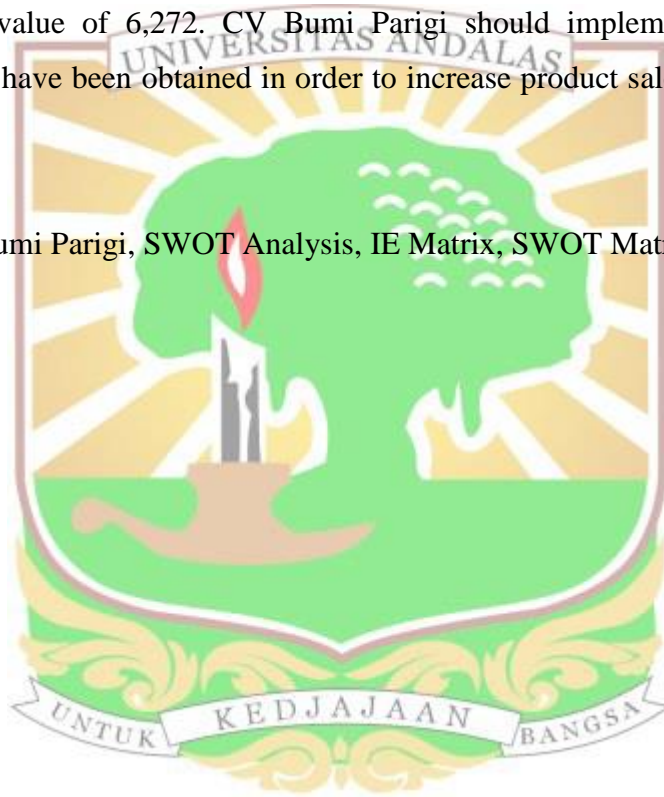 value of 6,272. CV Bumi Parigi should implem
UNIVERSITAS ANDALAS
have been obtained in order to increase product sal
umi Parigi, SWOT Analysis, IE Matrix, SWOT Matr
UNTUK KEDJAJAAN BANGSA